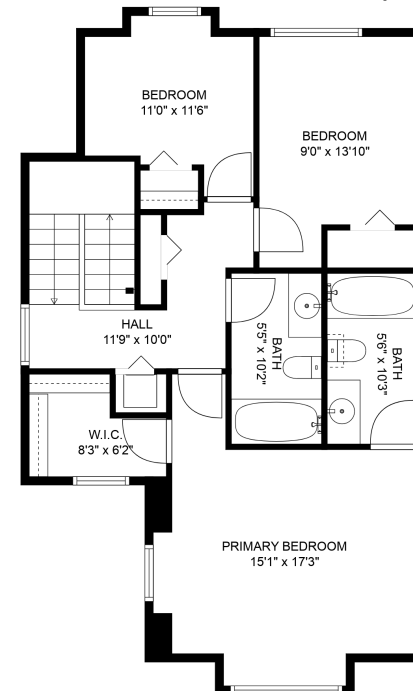 BEDROOM
11'0" x 11'6"
BEDROOM
9'0" x 13'10"
HALL
11'9" x 10'0"
BATH
5'5" x 10'2"
BATH
5'6" x 10'3"
W.I.C.
8'3" x 6'2"
PRIMARY BEDROOM
15'1" x 17'3"